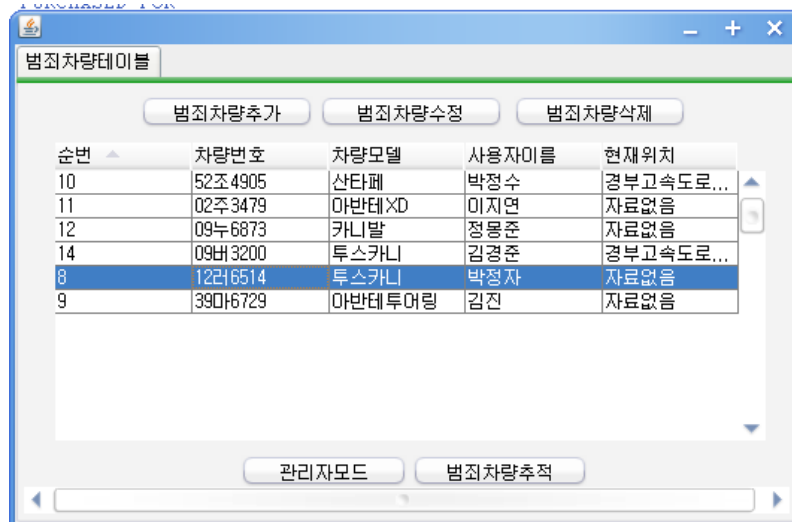 PURCHASED FOR
범죄차량테이블
범죄차량추가 범죄차량수정 범죄차량삭제
순번 차량번호 차량모델 사용자이름 현재위치
10 52조4905 산타페 박정수 경부고속도로...
11 02주3479 아반테XD 이지연 자료없음
12 09누6873 카니발 정몽준 자료없음
14 09버3200 투스카니 김경준 경부고속도로...
8 12러6514 투스카니 박정자 자료없음
9 39마6729 아반테투어링 김진 자료없음
관리자모드 범죄차량추적